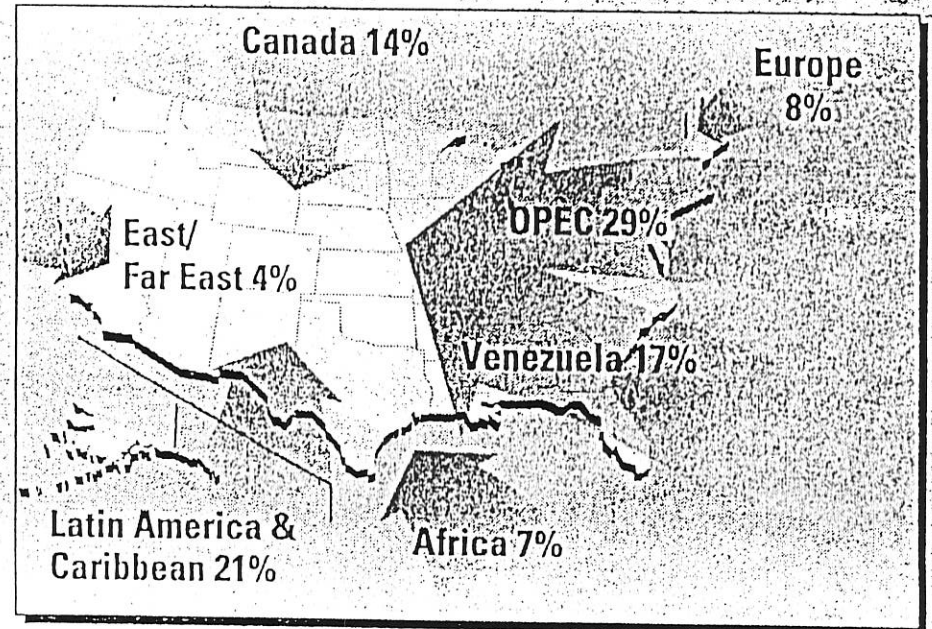 Canada 14%
Europe
8%
OPEC 29%
East/
Far East 4%
Venezuela 17%
Latin America &
Caribbean 21%
Africa 7%